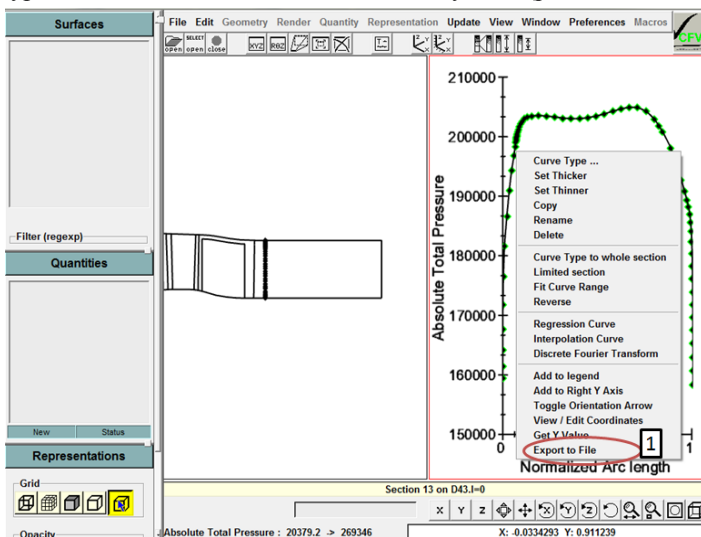 Surfaces
File Edit Geometry Render Quantity Representation Update View Window Preferences Macros
open
SELECT open
close
XYZ
RΘZ
CFV
Filter (regexp)
Quantities
New Status
Representations
Grid
Opacity
210000
200000
190000
180000
170000
160000
150000
Absolute Total Pressure
0
1
Normalized Arc length
Curve Type ...
Set Thicker
Set Thinner
Copy
Rename
Delete
Curve Type to whole section
Limited section
Fit Curve Range
Reverse
Regression Curve
Interpolation Curve
Discrete Fourier Transform
Add to legend
Add to Right Y Axis
Toggle Orientation Arrow
View / Edit Coordinates
Get Y Value
Export to File
1
Section 13 on D43.I=0
X Y Z
Absolute Total Pressure : 20379.2 -> 269346
X: -0.0334293 Y: 0.911239